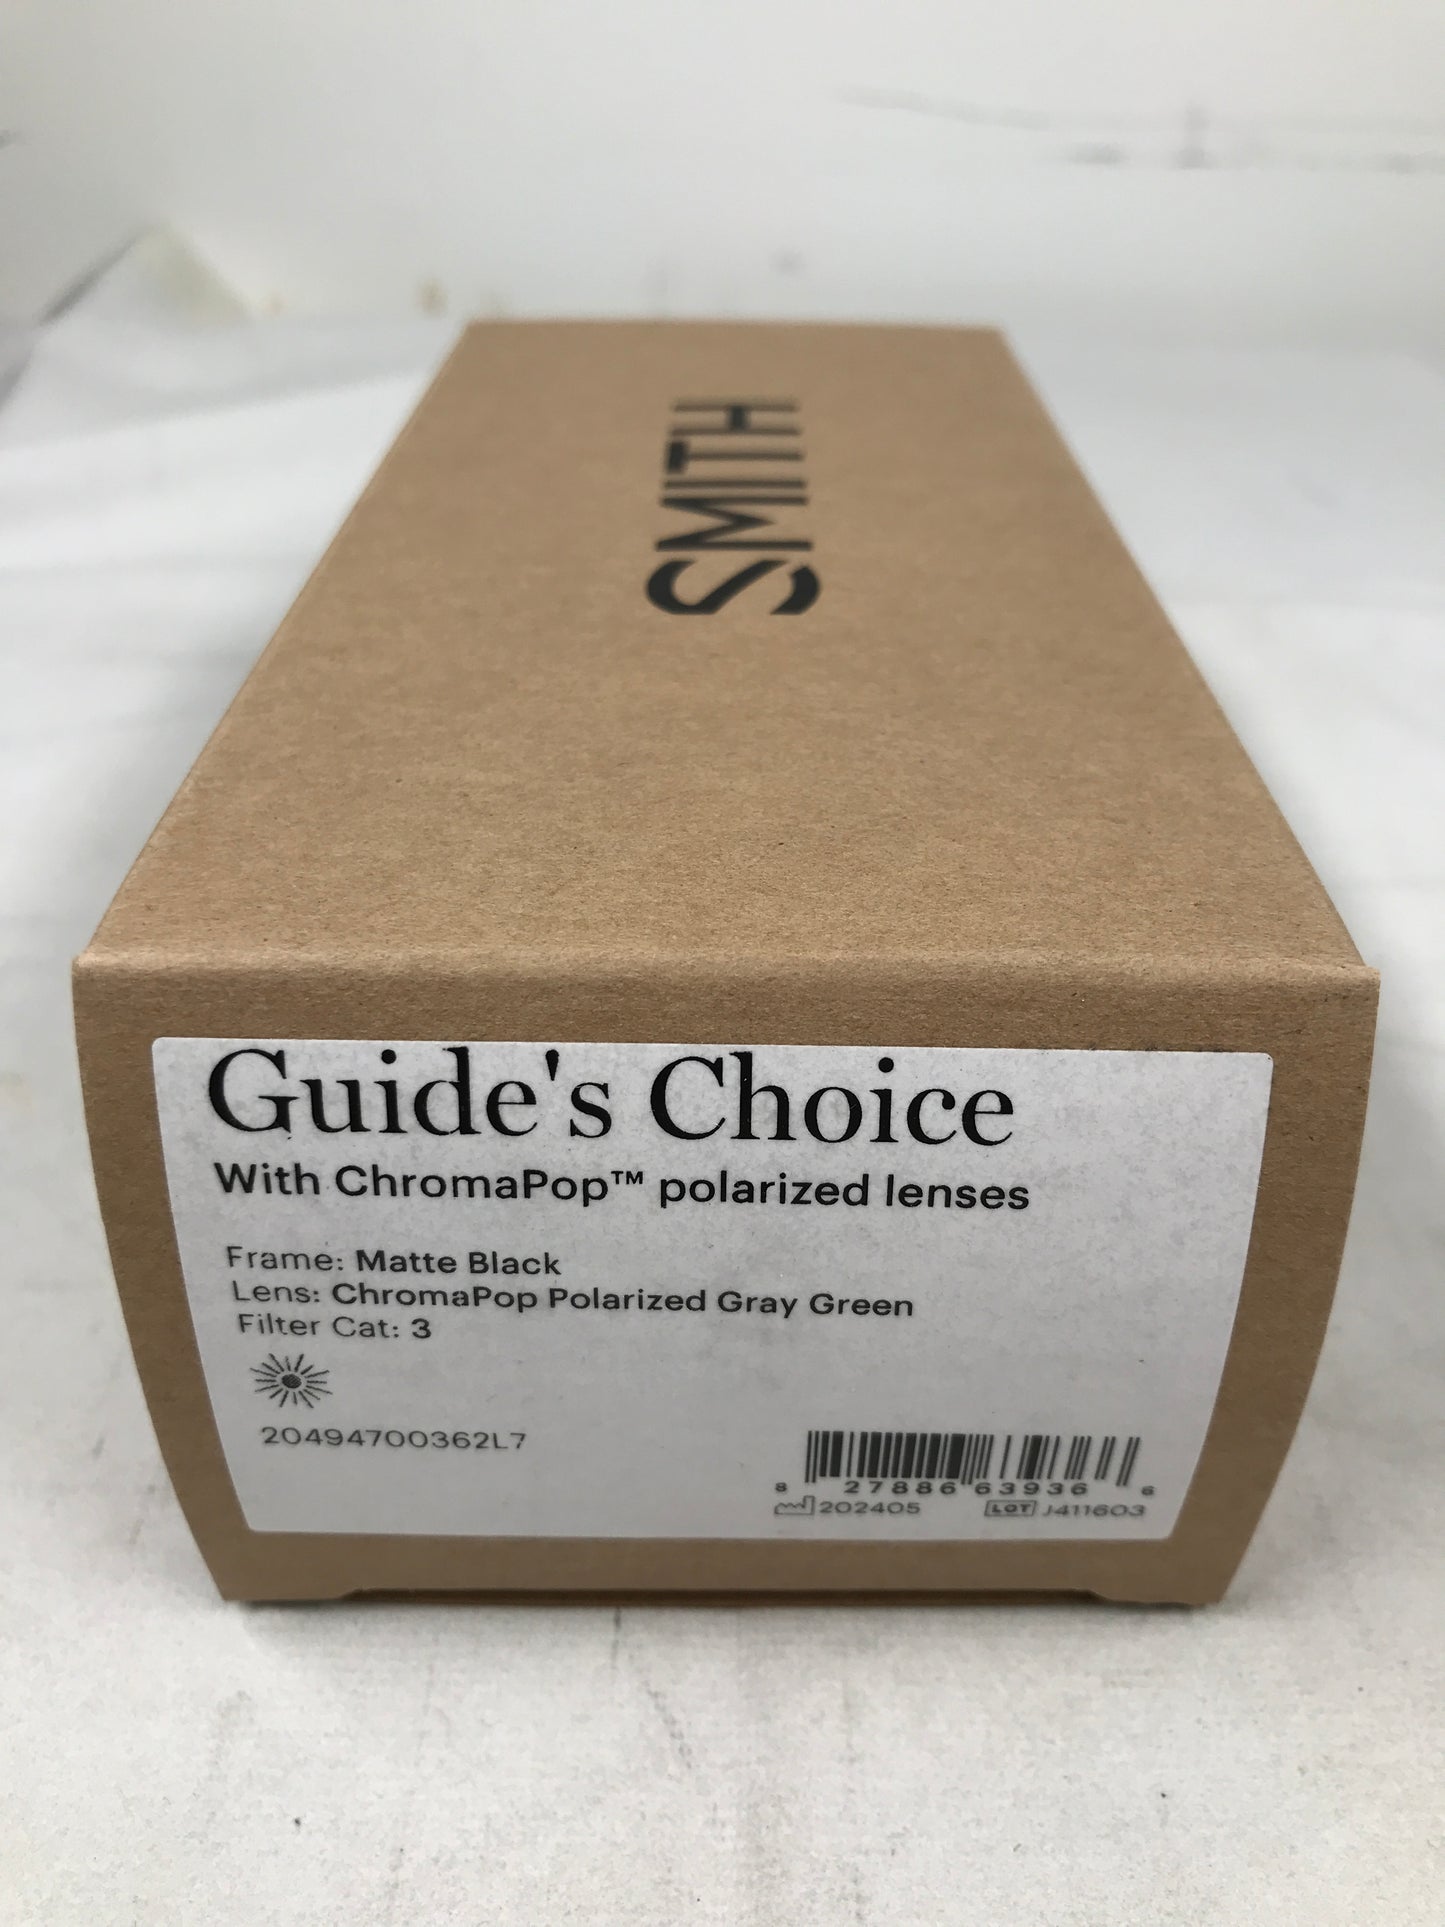 SMITH
Guide's Choice
With ChromaPop™ polarized lenses
Frame: Matte Black
Lens: ChromaPop Polarized Gray Green
Filter Cat: 3
20494700362L7
8 27886 63936 6
202405 LOT J411603